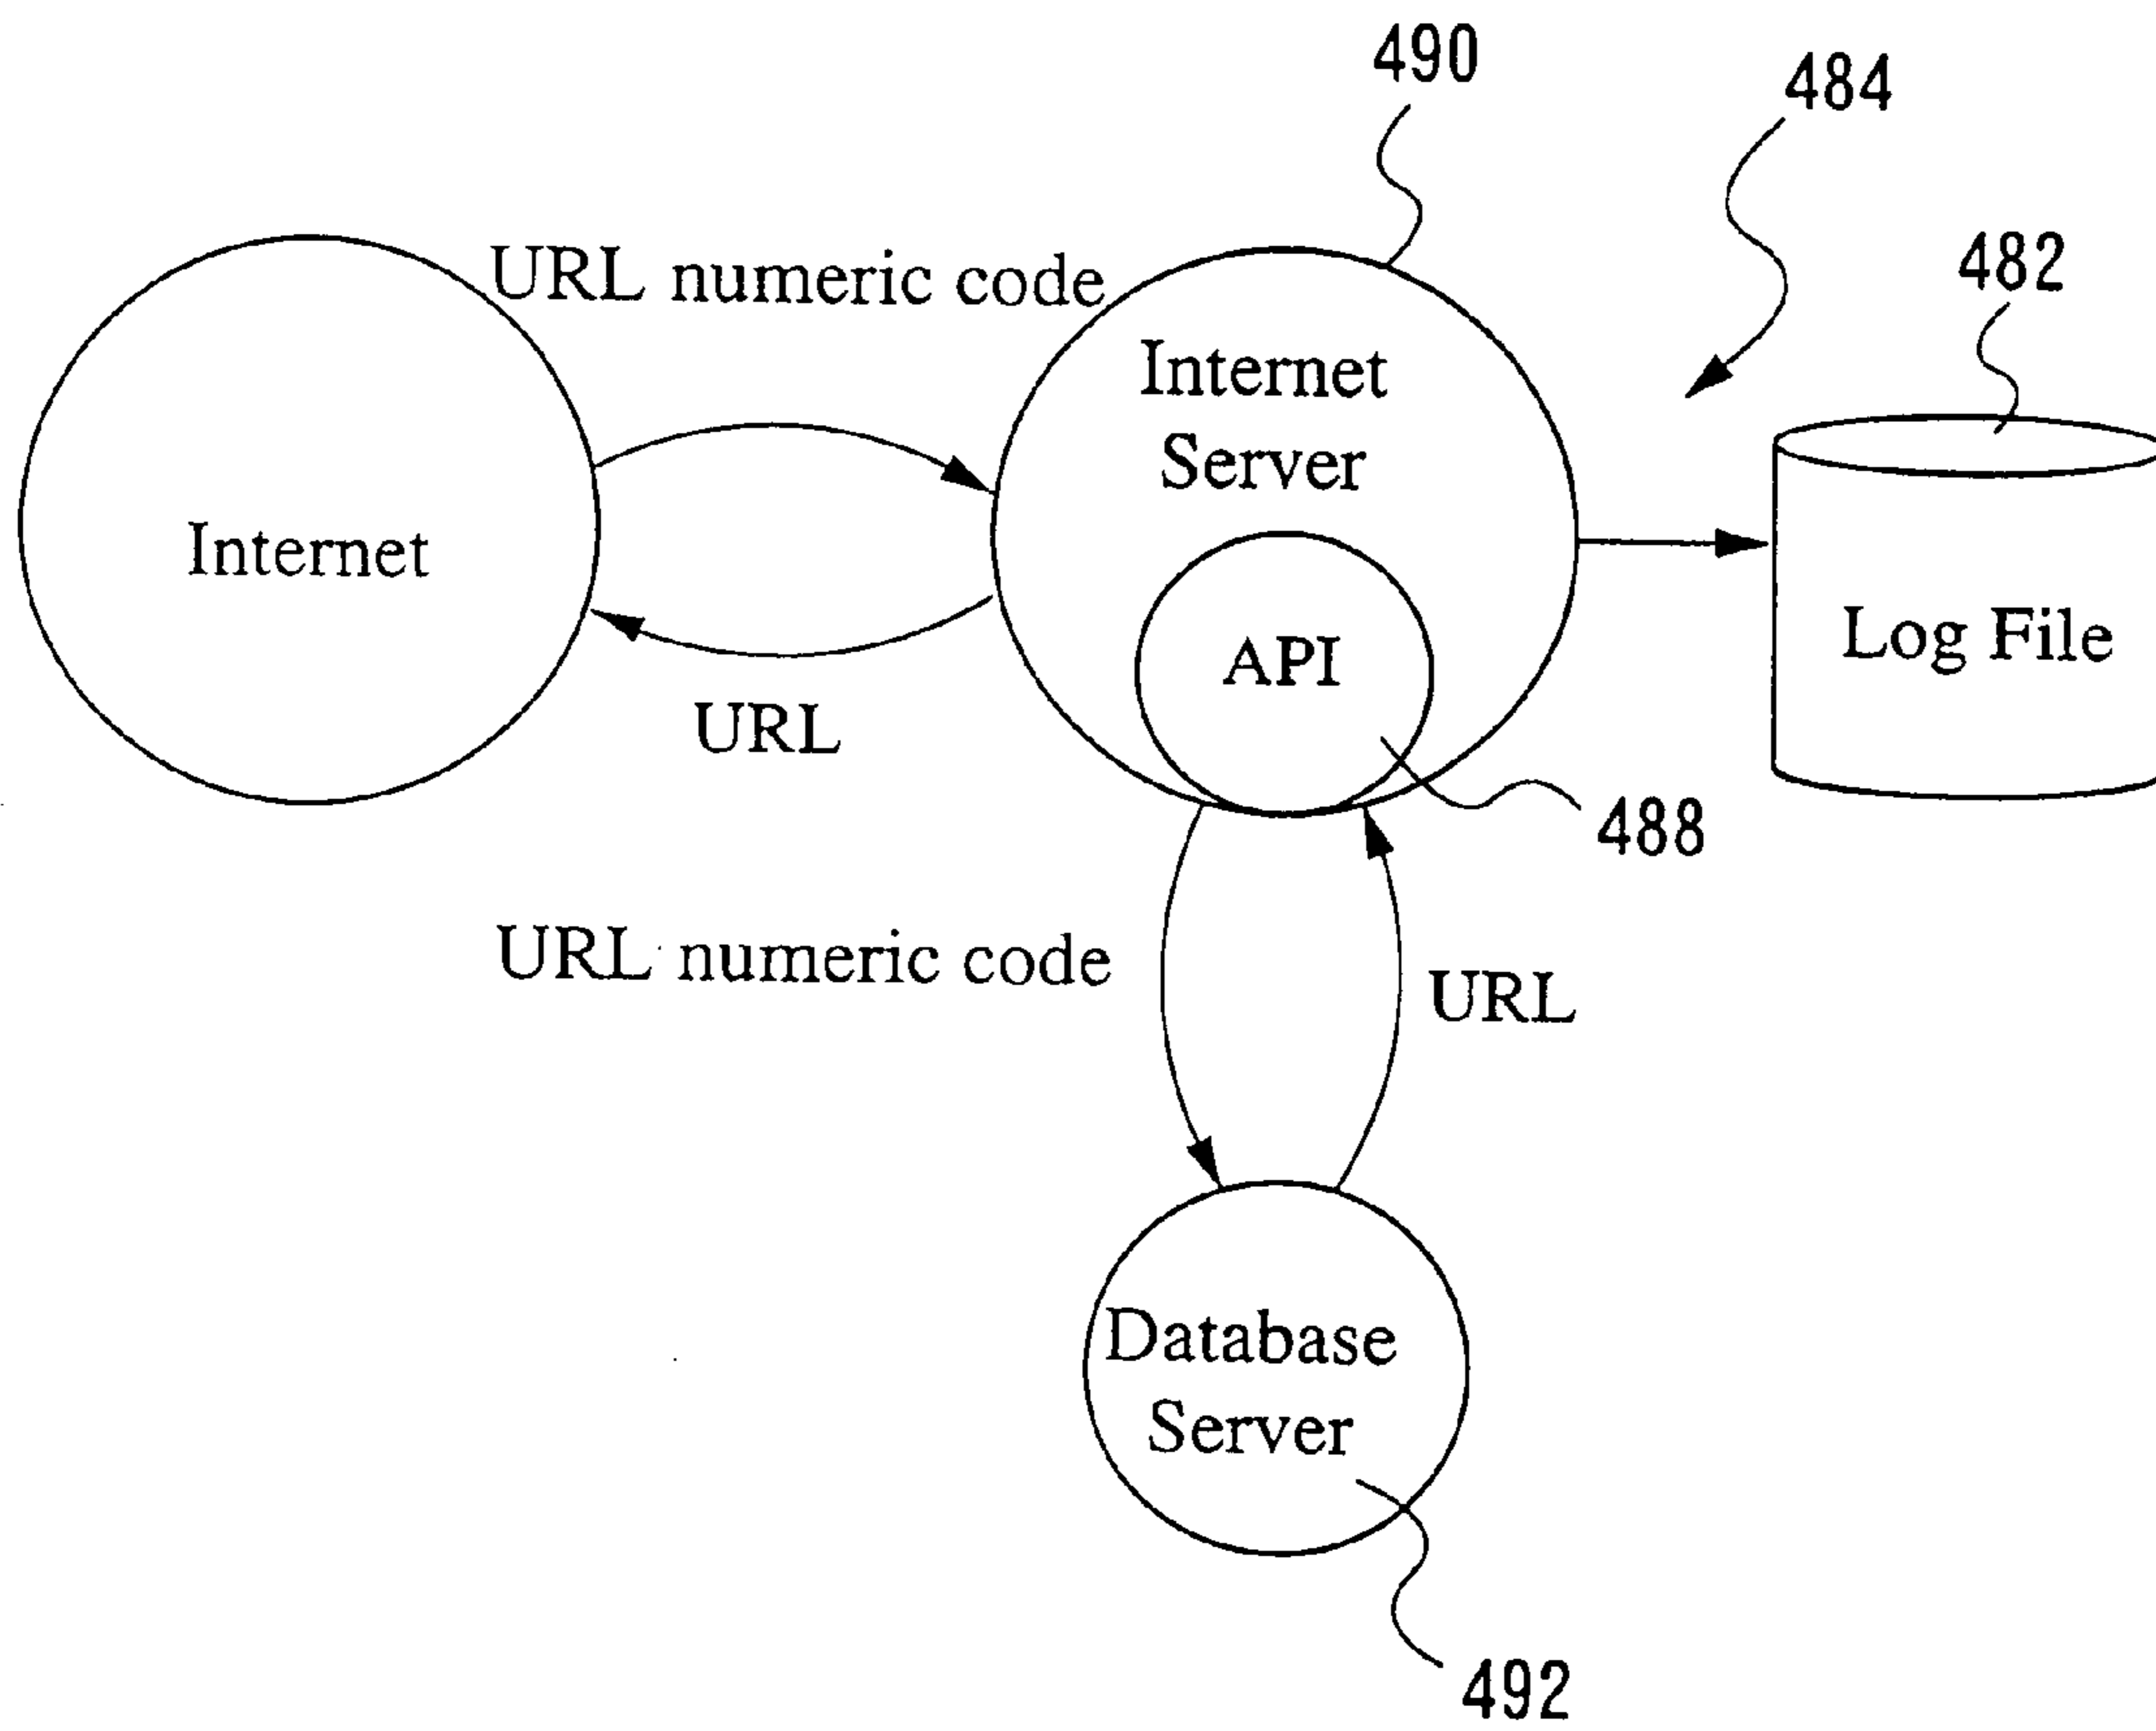 490
484
482
URL numeric code
Internet
Server
Internet
API
Log File
URL
488
URL numeric code
URL
Database
Server
492